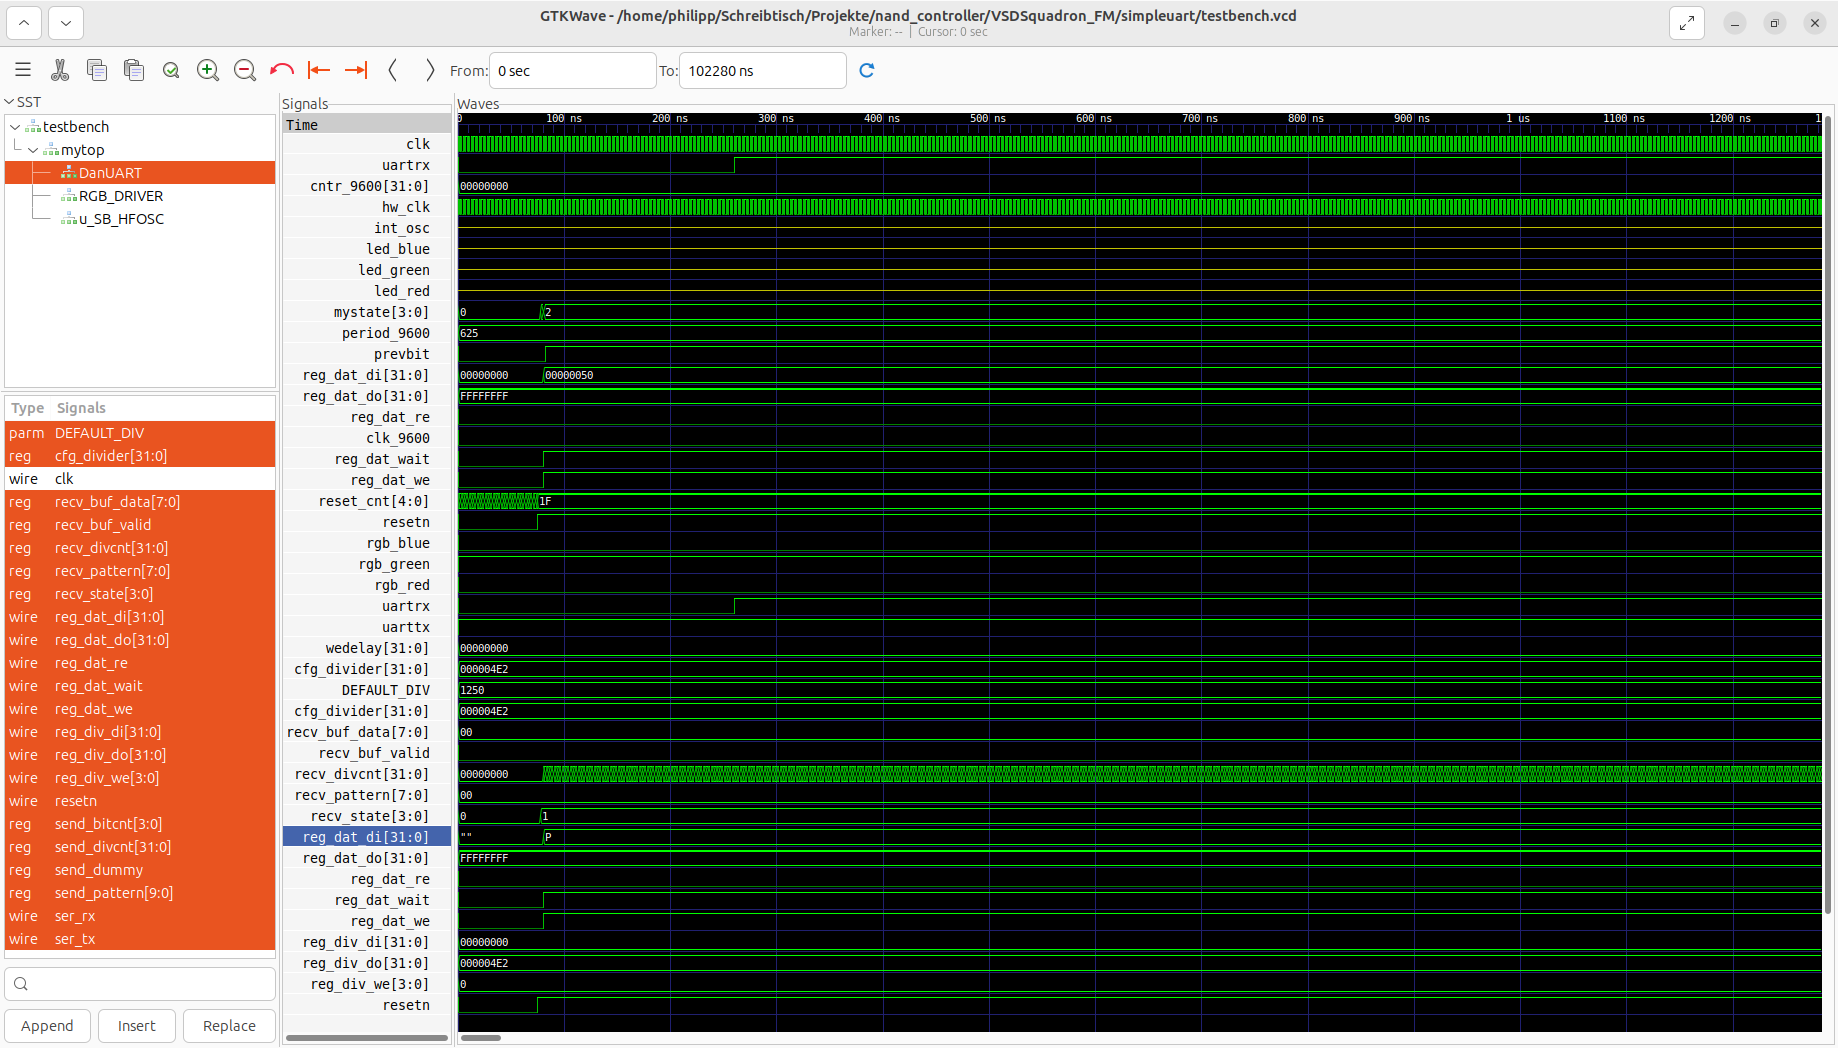 GTKWave - /home/philipp/Schreibtisch/Projekte/nand_controller/VSDSquadron_FM/simpleuart/testbench.vcd
Marker: -- | Cursor: 0 sec
From: 0 sec To: 102280 ns
SST
testbench
mytop
DanUART
RGB_DRIVER
u_SB_HFOSC
Type Signals
parm DEFAULT_DIV
reg cfg_divider[31:0]
wire clk
reg recv_buf_data[7:0]
reg recv_buf_valid
reg recv_divcnt[31:0]
reg recv_pattern[7:0]
reg recv_state[3:0]
wire reg_dat_di[31:0]
wire reg_dat_do[31:0]
wire reg_dat_re
wire reg_dat_wait
wire reg_dat_we
wire reg_div_di[31:0]
wire reg_div_do[31:0]
wire reg_div_we[3:0]
wire resetn
reg send_bitcnt[3:0]
reg send_divcnt[31:0]
reg send_dummy
reg send_pattern[9:0]
wire ser_rx
wire ser_tx
Append Insert Replace
Signals
Time
clk
uartrx
cntr_9600[31:0]
hw_clk
int_osc
led_blue
led_green
led_red
mystate[3:0]
period_9600
prevbit
reg_dat_di[31:0]
reg_dat_do[31:0]
reg_dat_re
clk_9600
reg_dat_wait
reg_dat_we
reset_cnt[4:0]
resetn
rgb_blue
rgb_green
rgb_red
uartrx
uarttx
wedelay[31:0]
cfg_divider[31:0]
DEFAULT_DIV
cfg_divider[31:0]
recv_buf_data[7:0]
recv_buf_valid
recv_divcnt[31:0]
recv_pattern[7:0]
recv_state[3:0]
reg_dat_di[31:0]
reg_dat_do[31:0]
reg_dat_re
reg_dat_wait
reg_dat_we
reg_div_di[31:0]
reg_div_do[31:0]
reg_div_we[3:0]
resetn
Waves
0 100 ns 200 ns 300 ns 400 ns 500 ns 600 ns 700 ns 800 ns 900 ns 1 us 1100 ns 1200 ns 1
00000000
0 2
625
00000000 00000050
FFFFFFFF
1F
00000000
000004E2
1250
000004E2
00
00000000
00
0 1
"" P
FFFFFFFF
00000000
000004E2
0